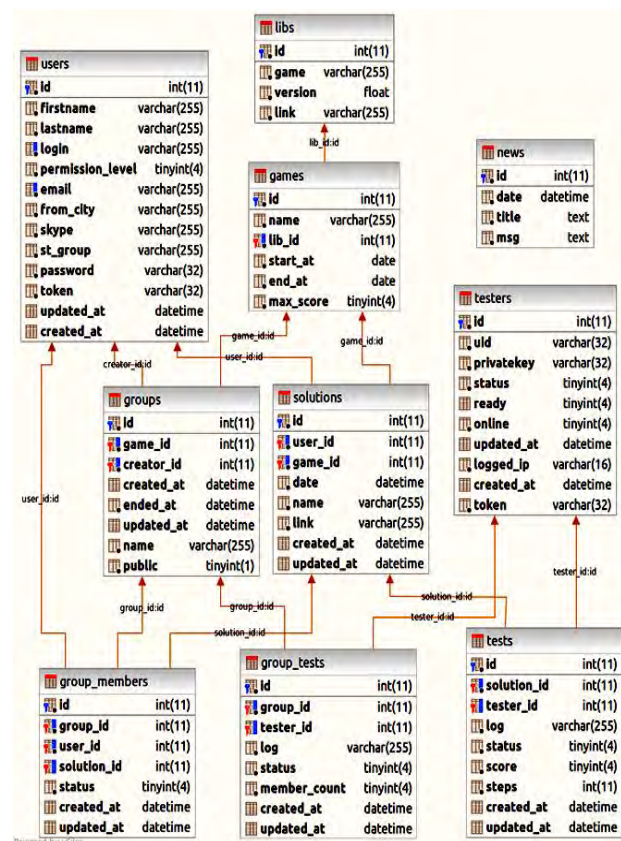 libs
id int(11)
game varchar(255)
version float
link varchar(255)
users
id int(11)
firstname varchar(255)
lastname varchar(255)
login varchar(255)
permission_level tinyint(4)
email varchar(255)
from_city varchar(255)
skype varchar(255)
st_group varchar(255)
password varchar(32)
token varchar(32)
updated_at datetime
created_at datetime
lib_id:id
news
id int(11)
date datetime
title text
msg text
games
id int(11)
name varchar(255)
lib_id int(11)
start_at date
end_at date
max_score tinyint(4)
testers
id int(11)
uid varchar(32)
privatekey varchar(32)
status tinyint(4)
ready tinyint(4)
online tinyint(4)
updated_at datetime
logged_ip varchar(16)
created_at datetime
token varchar(32)
game_id:id
game_id:id
creator_id:id
user_id:id
groups
id int(11)
game_id int(11)
creator_id int(11)
created_at datetime
ended_at datetime
updated_at datetime
name varchar(255)
public tinyint(1)
solutions
id int(11)
user_id int(11)
game_id int(11)
date datetime
name varchar(255)
link varchar(255)
created_at datetime
updated_at datetime
user_id:id
tester_id:id
group_id:id
group_id:id
solution_id:id
solution_id:id
tester_id:id
group_members
id int(11)
group_id int(11)
user_id int(11)
solution_id int(11)
status tinyint(4)
created_at datetime
updated_at datetime
group_tests
id int(11)
group_id int(11)
tester_id int(11)
log varchar(255)
status tinyint(4)
member_count tinyint(4)
created_at datetime
updated_at datetime
tests
id int(11)
solution_id int(11)
tester_id int(11)
log varchar(255)
status tinyint(4)
score tinyint(4)
steps int(11)
created_at datetime
updated_at datetime